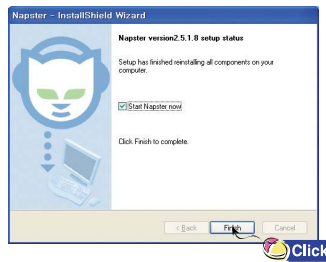 Napster - InstallShield Wizard
Napster version2.5.1.8 setup status
Setup has finished reinstalling all components on your
computer.
Start Napster now
Click Finish to complete.
< Back
Finish
Cancel
Click